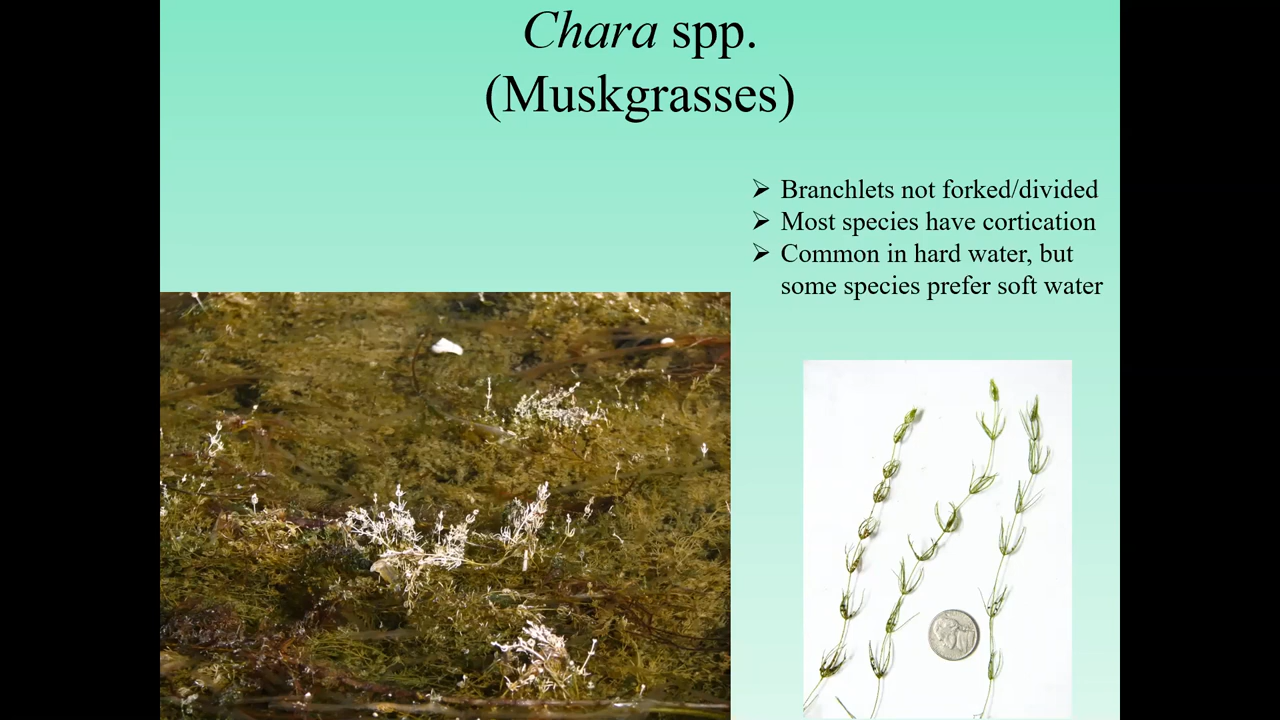 Chara spp.
(Muskgrasses)
➢ Branchlets not forked/divided
➢ Most species have cortication
➢ Common in hard water, but
some species prefer soft water